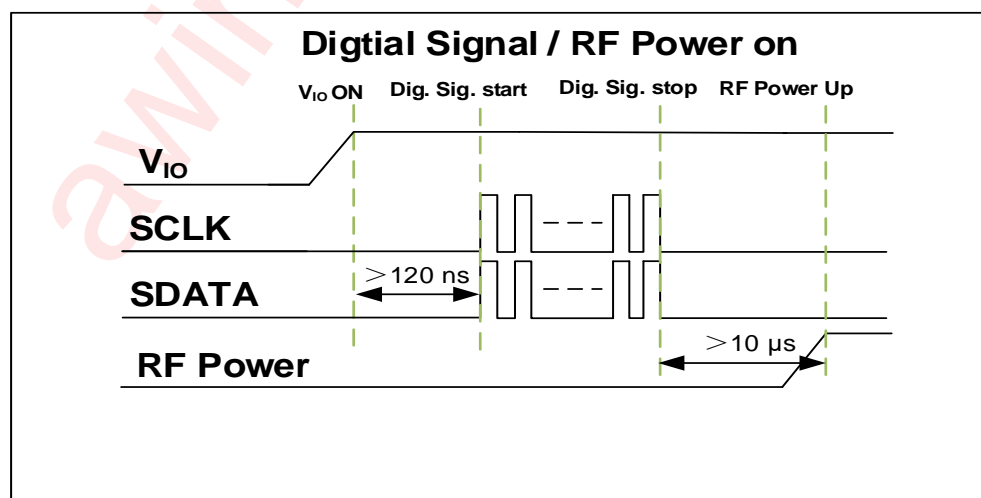 Digtial Signal / RF Power on
VIO ON Dig. Sig. start Dig. Sig. stop RF Power Up
VIO
SCLK
>120 ns
SDATA
>10 µs
RF Power